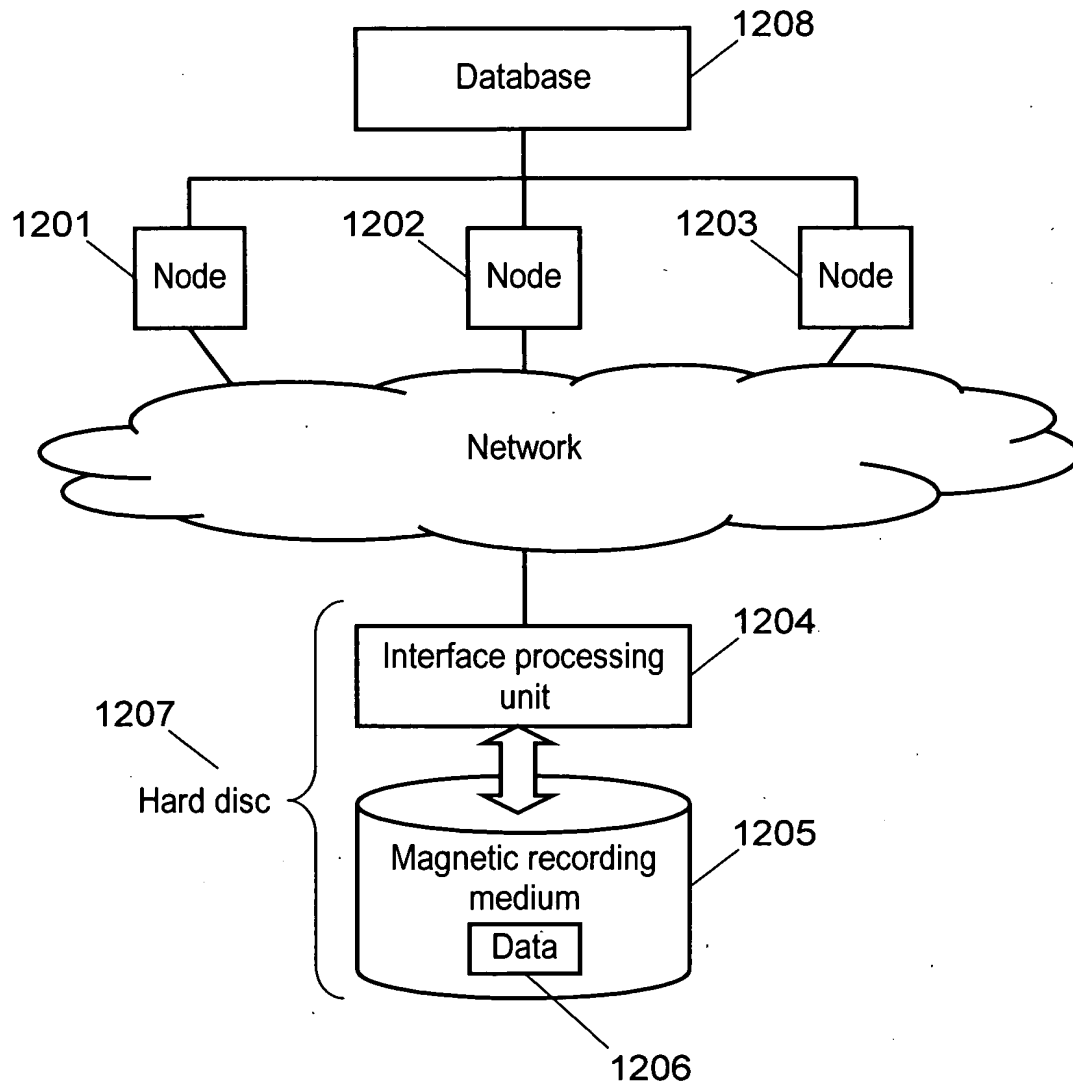 1208
Database
1201
1202
1203
Node
Node
Node
Network
1204
Interface processing
unit
1207
Hard disc
1205
Magnetic recording
medium
Data
1206